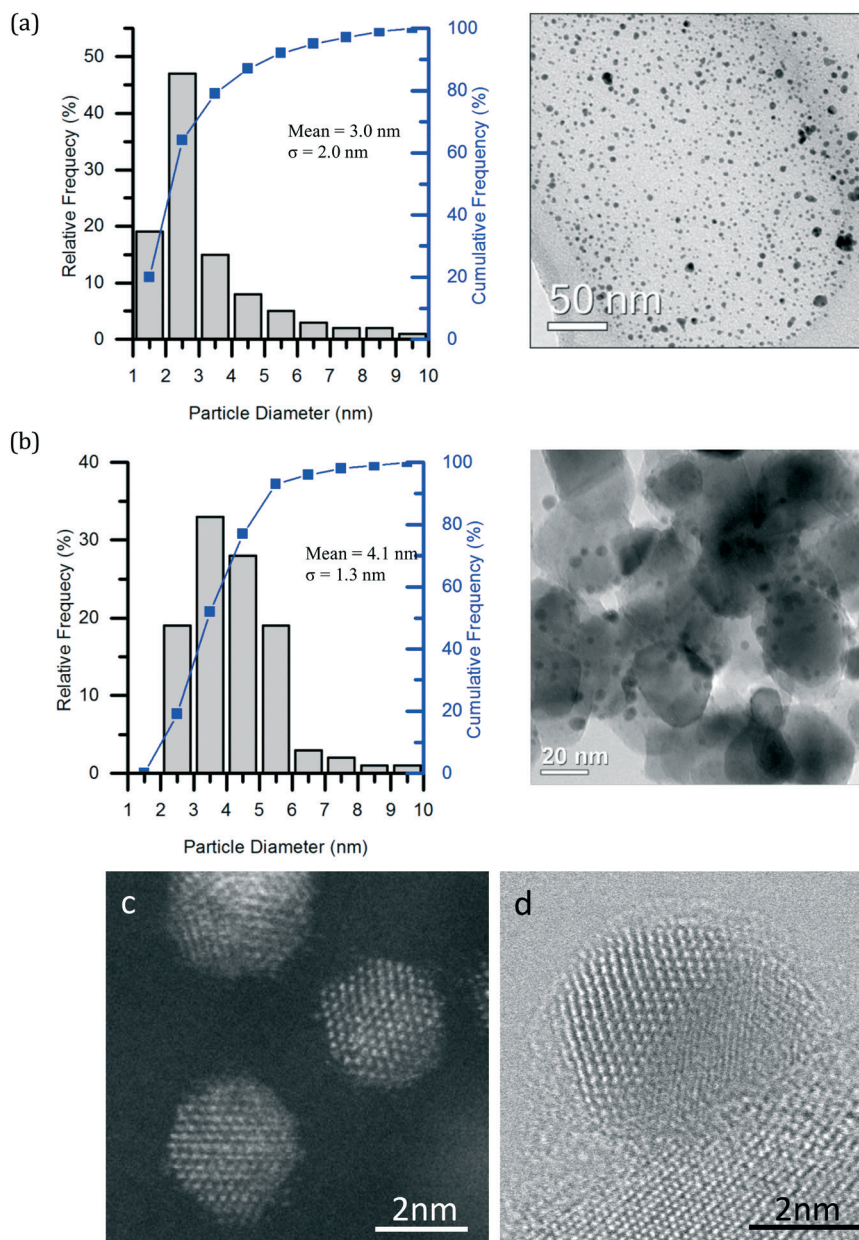 (a)
50
40
30
20
10
0
Relative Frequecy (%)
100
80
60
40
20
0
Cumulative Frequency (%)
Mean = 3.0 nm
σ = 2.0 nm
1 2 3 4 5 6 7 8 9 10
Particle Diameter (nm)
50 nm
(b)
40
30
20
10
0
Relative Frequecy (%)
100
80
60
40
20
0
Cumulative Frequency (%)
Mean = 4.1 nm
σ = 1.3 nm
1 2 3 4 5 6 7 8 9 10
Particle Diameter (nm)
20 nm
c
2nm
d
2nm